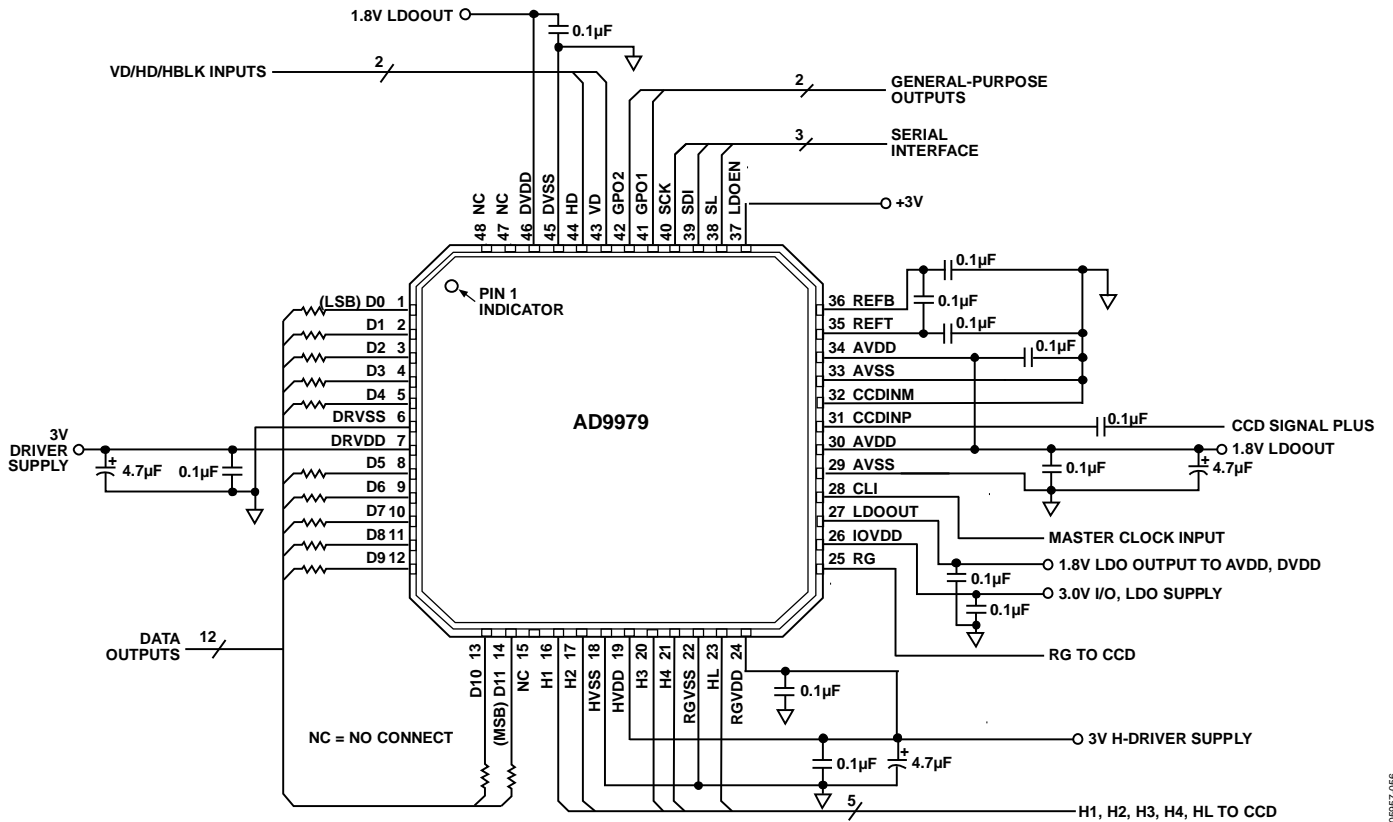 1.8V LDOOUT
0.1µF
VD/HD/HBLK INPUTS
2
2
GENERAL-PURPOSE
OUTPUTS
3
SERIAL
INTERFACE
+3V
48 NC
47 NC
46 DVDD
45 DVSS
44 HD
43 VD
42 GPO2
41 GPO1
40 SCK
39 SDI
38 SL
37 LDOEN
PIN 1
INDICATOR
AD9979
(LSB) D0 1
D1 2
D2 3
D3 4
D4 5
DRVSS 6
DRVDD 7
D5 8
D6 9
D7 10
D8 11
D9 12
3V
DRIVER
SUPPLY
+
4.7µF
0.1µF
36 REFB
35 REFT
34 AVDD
33 AVSS
32 CCDINM
31 CCDINP
30 AVDD
29 AVSS
28 CLI
27 LDOOUT
26 IOVDD
25 RG
0.1µF
0.1µF
0.1µF
0.1µF
0.1µF
CCD SIGNAL PLUS
1.8V LDOOUT
0.1µF
+
4.7µF
MASTER CLOCK INPUT
1.8V LDO OUTPUT TO AVDD, DVDD
0.1µF
3.0V I/O, LDO SUPPLY
0.1µF
RG TO CCD
DATA
OUTPUTS
12
D10 13
(MSB) D11 14
NC 15
H1 16
H2 17
HVSS 18
HVDD 19
H3 20
H4 21
RGVSS 22
HL 23
RGVDD 24
0.1µF
NC = NO CONNECT
3V H-DRIVER SUPPLY
0.1µF
+
4.7µF
5
H1, H2, H3, H4, HL TO CCD
05957-056